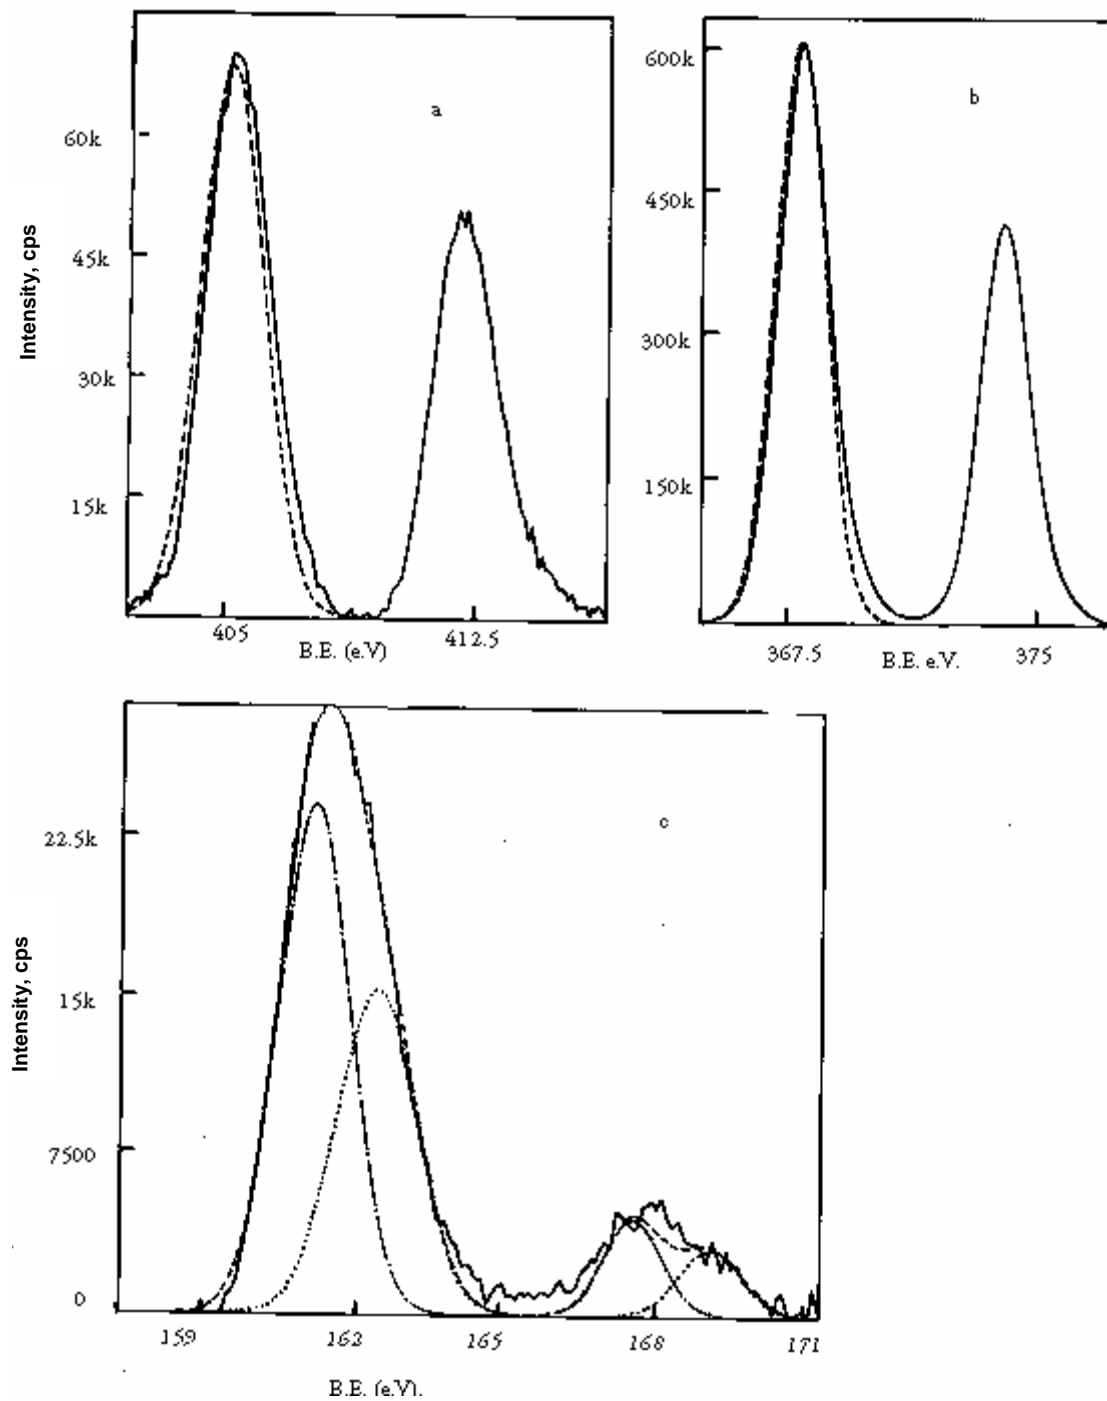 a
60k
45k
30k
15k
405
412.5
B.E. (e.V)
Intensity, cps
b
600k
450k
300k
150k
367.5
375
B.E. e.V.
c
22.5k
15k
7500
0
159
162
165
168
171
B.E. (e.V).
Intensity, cps